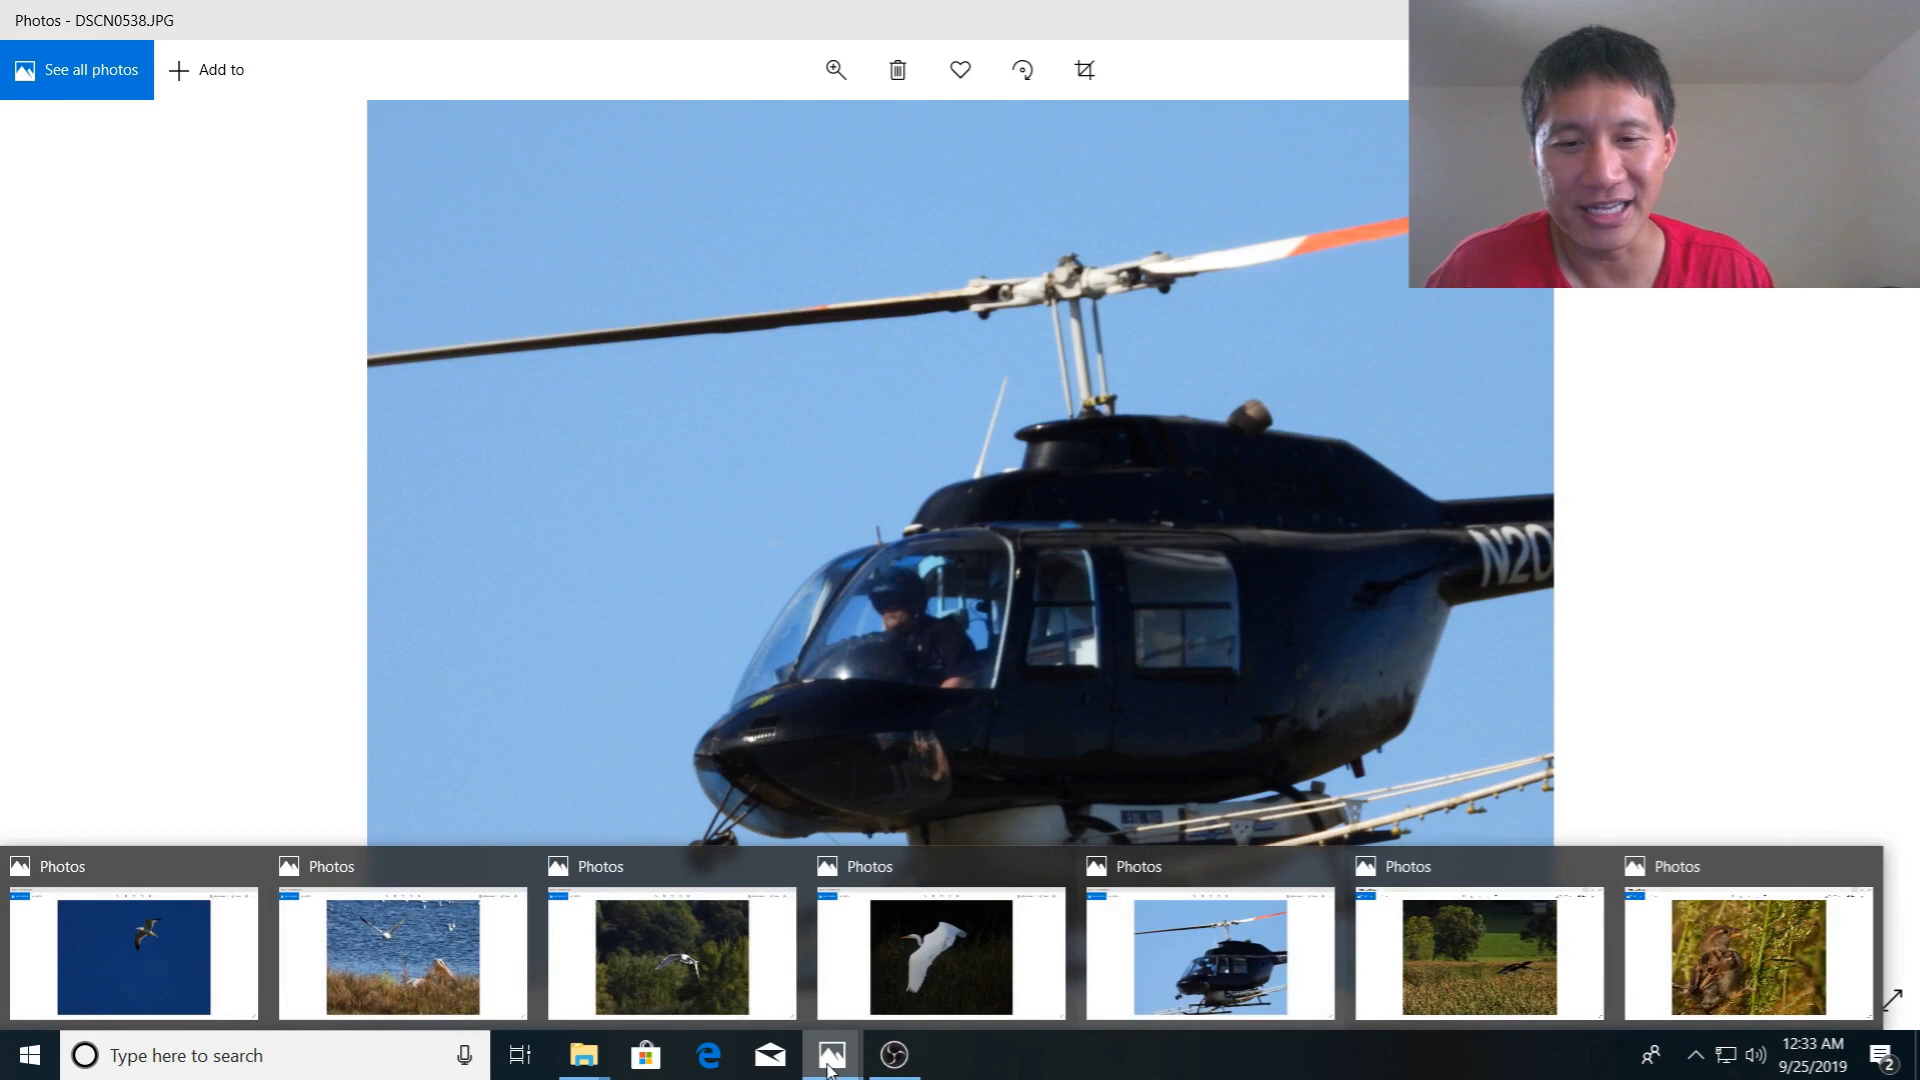 Photos - DSCN0538.JPG
See all photos
Add to
N20
Photos
Photos
Photos
Photos
Photos
Photos
Photos
Type here to search
12:33 AM
9/25/2019
2